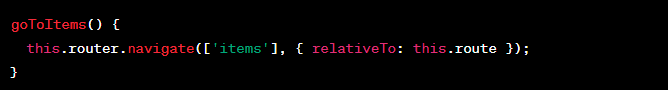 goToItems() {
  this.router.navigate(['items'], { relativeTo: this.route });
}